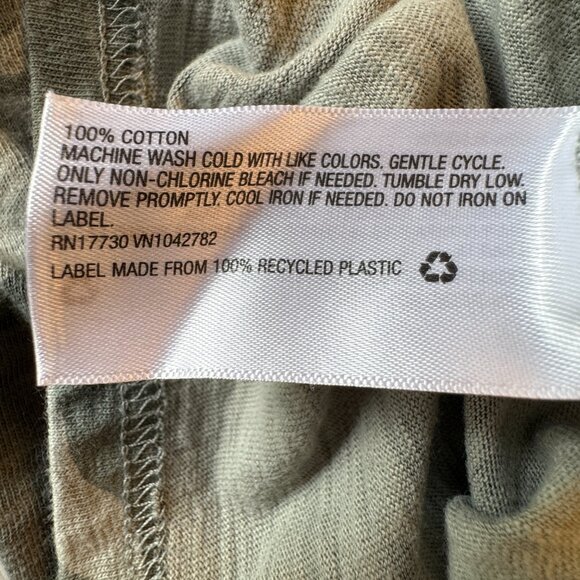 100% COTTON
MACHINE WASH COLD WITH LIKE COLORS. GENTLE CYCLE.
ONLY NON-CHLORINE BLEACH IF NEEDED. TUMBLE DRY LOW.
REMOVE PROMPTLY. COOL IRON IF NEEDED. DO NOT IRON ON
LABEL.
RN17730 VN1042782
LABEL MADE FROM 100% RECYCLED PLASTIC